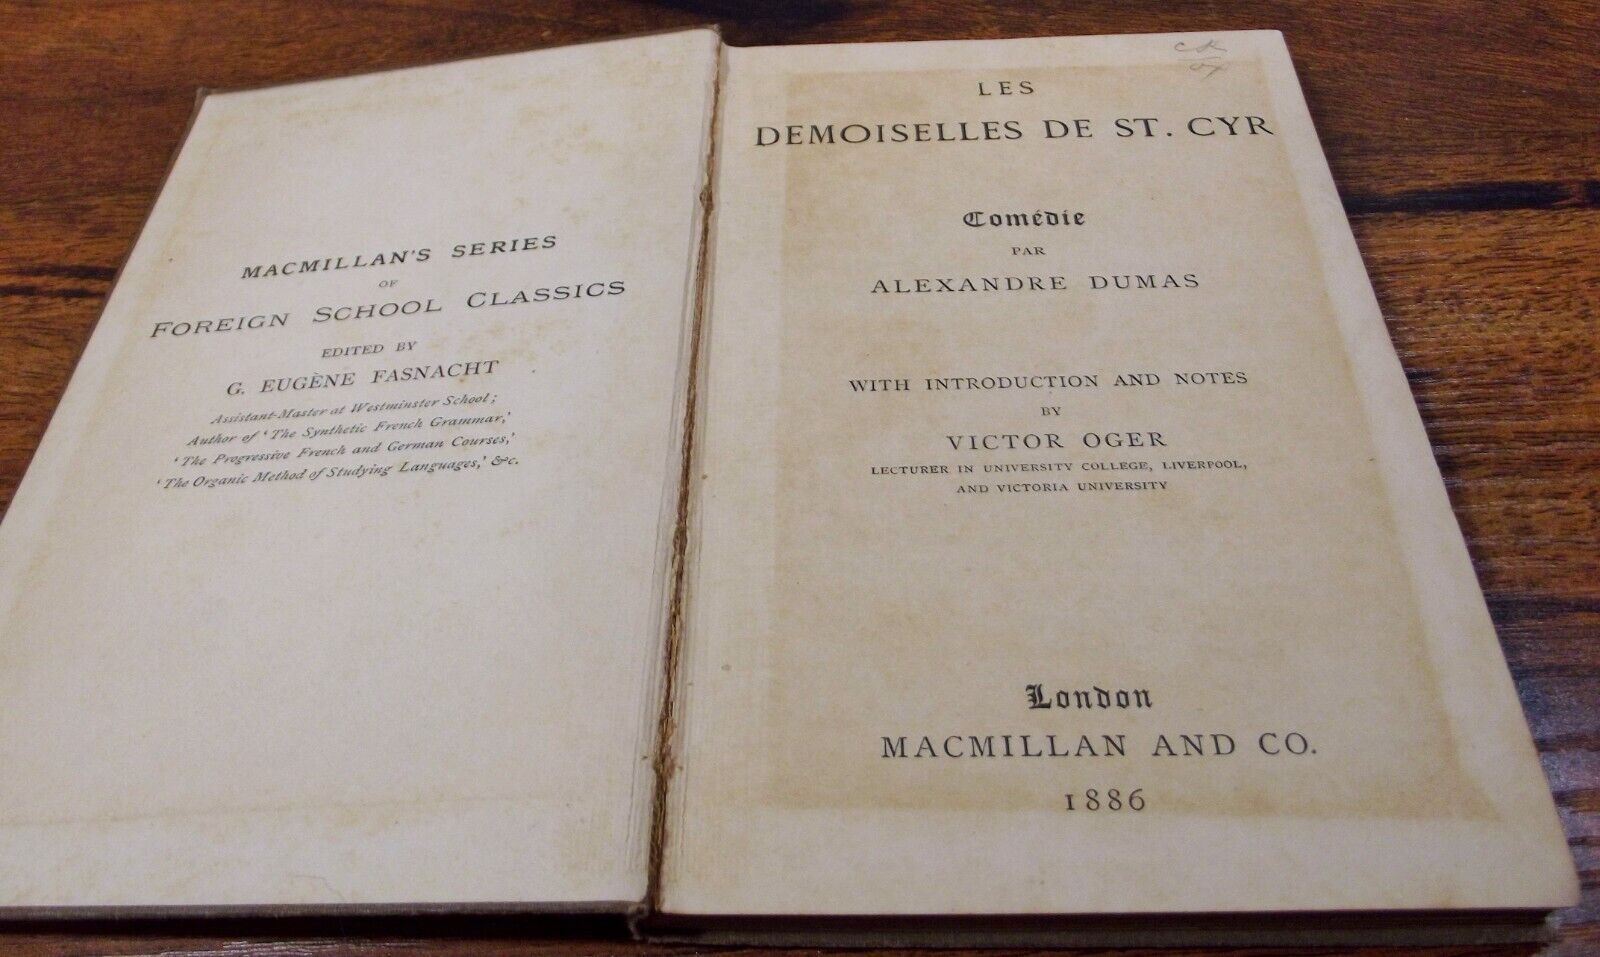 MACMILLAN'S SERIES
OF
FOREIGN SCHOOL CLASSICS
EDITED BY
G. EUGÈNE FASNACHT
Assistant-Master at Westminster School;
Author of 'The Synthetic French Grammar,'
'The Progressive French and German Courses,'
'The Organic Method of Studying Languages,' &c.
LES
DEMOISELLES DE ST. CYR
Comédie
PAR
ALEXANDRE DUMAS
WITH INTRODUCTION AND NOTES
BY
VICTOR OGER
LECTURER IN UNIVERSITY COLLEGE, LIVERPOOL,
AND VICTORIA UNIVERSITY
London
MACMILLAN AND CO.
1886